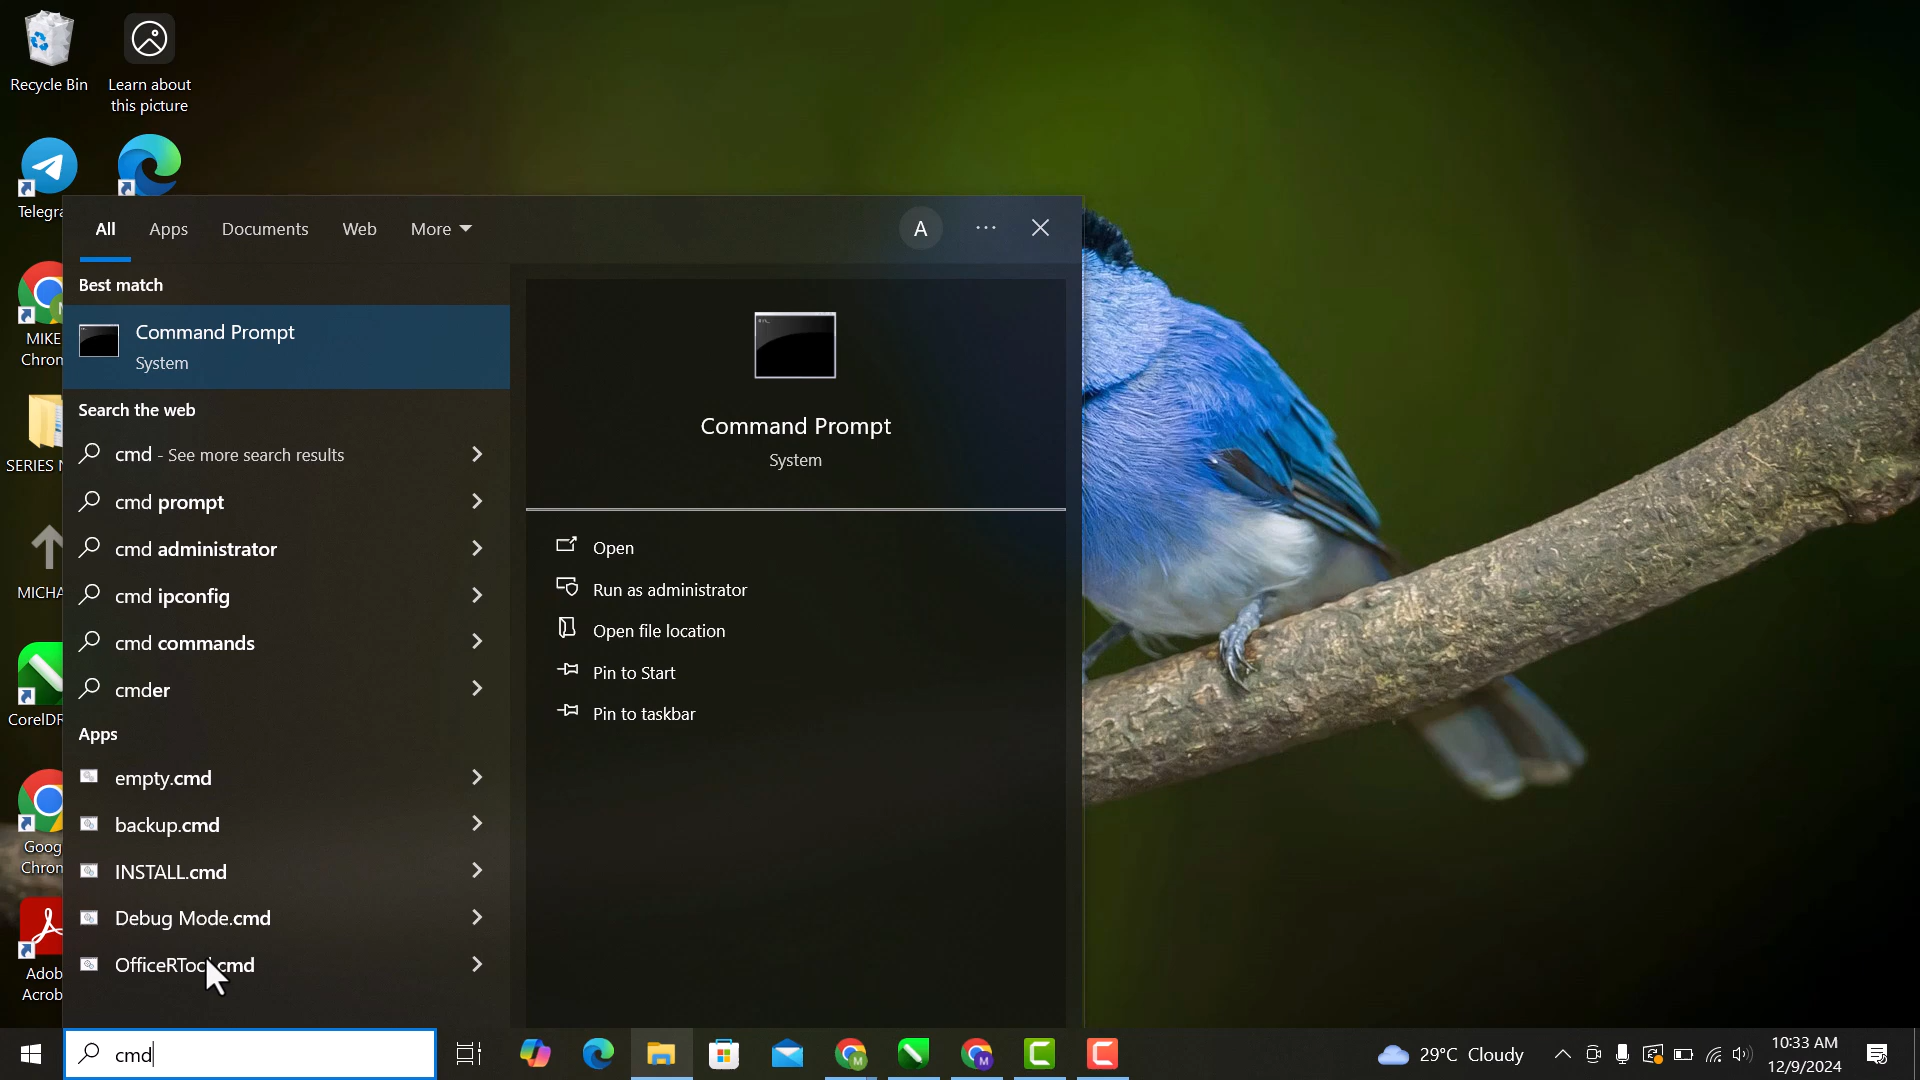 Recycle Bin
Learn about
this picture
Telegra
MIKE
Chron
SERIES
MICHA
CorelDR
Goog
Chron
Adob
Acrob
All
Apps
Documents
Web
More
A
Best match
Command Prompt
System
Search the web
cmd - See more search results
cmd prompt
cmd administrator
cmd ipconfig
cmd commands
cmder
Apps
empty.cmd
backup.cmd
INSTALL.cmd
Debug Mode.cmd
OfficeRTool.cmd
Command Prompt
System
Open
Run as administrator
Open file location
Pin to Start
Pin to taskbar
cmd
29°C Cloudy
10:33 AM
12/9/2024